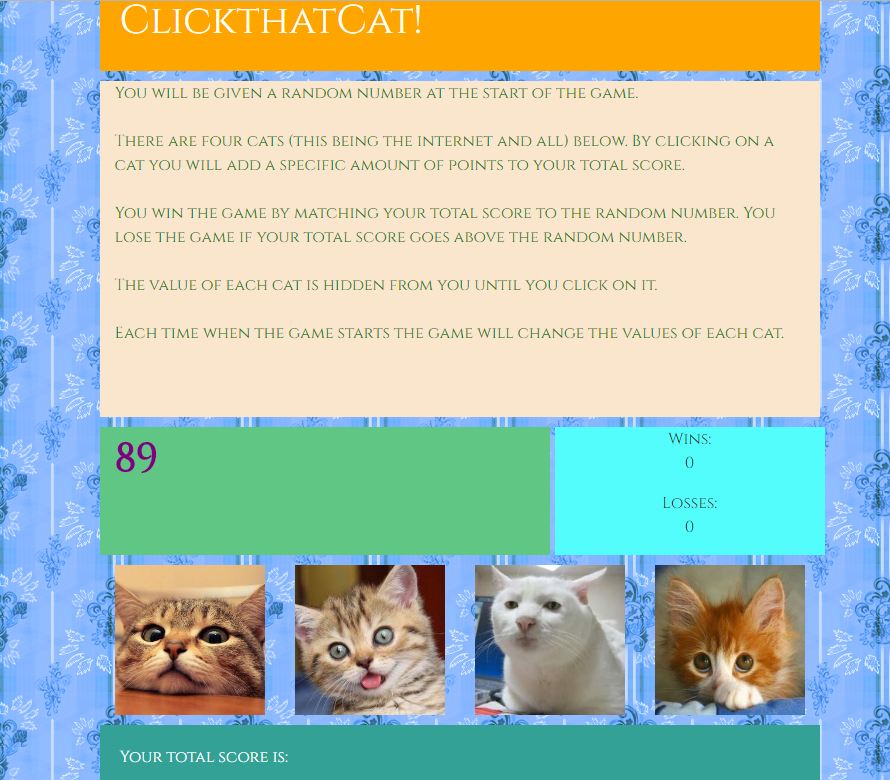 ClickthatCat!
You will be given a random number at the start of the game.
There are four cats (this being the internet and all) below. By clicking on a
cat you will add a specific amount of points to your total score.
You win the game by matching your total score to the random number. You
lose the game if your total score goes above the random number.
The value of each cat is hidden from you until you click on it.
Each time when the game starts the game will change the values of each cat.
89
Wins:
0
Losses:
0
Your total score is: